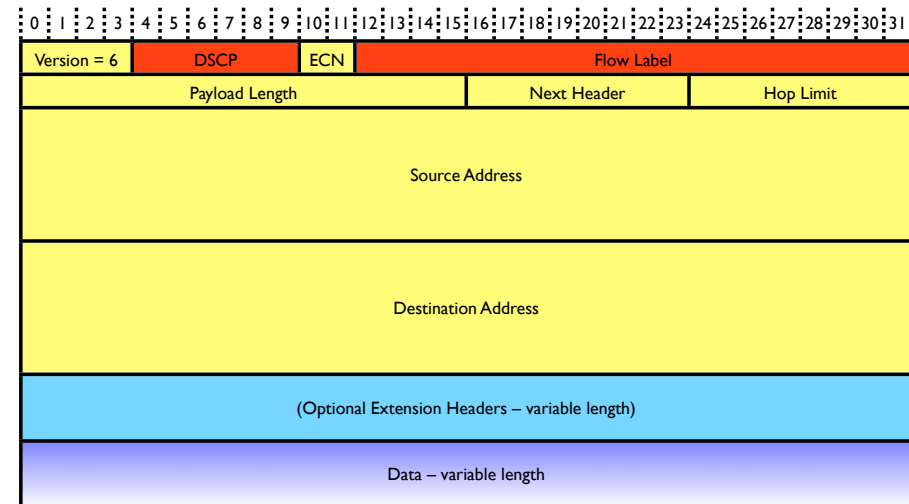 0 1 2 3 4 5 6 7 8 9 10 11 12 13 14 15 16 17 18 19 20 21 22 23 24 25 26 27 28 29 30 31
Version = 6 DSCP ECN Flow Label
Payload Length Next Header Hop Limit
Source Address
Destination Address
(Optional Extension Headers – variable length)
Data – variable length